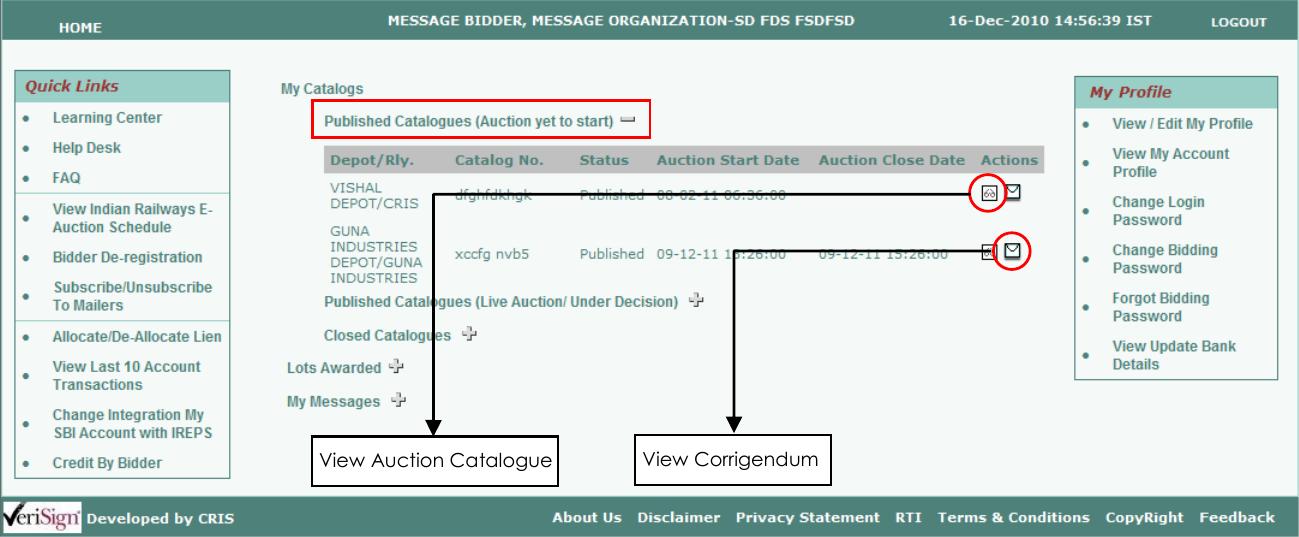 HOME
MESSAGE BIDDER, MESSAGE ORGANIZATION-SD FDS FSDFSD
16-Dec-2010 14:56:39 IST
LOGOUT
Quick Links
Learning Center
Help Desk
FAQ
View Indian Railways E-
Auction Schedule
Bidder De-registration
Subscribe/Unsubscribe
To Mailers
Allocate/De-Allocate Lien
View Last 10 Account
Transactions
Change Integration My
SBI Account with IREPS
Credit By Bidder
My Catalogs
Published Catalogues (Auction yet to start)
Depot/Rly. Catalog No. Status Auction Start Date Auction Close Date Actions
VISHAL
DEPOT/CRIS
dfghfdkhgk Published 08-02-11 06:36:00
GUNA
INDUSTRIES
DEPOT/GUNA
INDUSTRIES
xccfg nvb5 Published 09-12-11 13:26:00 09-12-11 15:26:00
Published Catalogues (Live Auction/ Under Decision)
Closed Catalogues
Lots Awarded
My Messages
View Auction Catalogue
View Corrigendum
My Profile
View / Edit My Profile
View My Account
Profile
Change Login
Password
Change Bidding
Password
Forgot Bidding
Password
View Update Bank
Details
VeriSign Developed by CRIS
About Us Disclaimer Privacy Statement RTI Terms & Conditions CopyRight Feedback